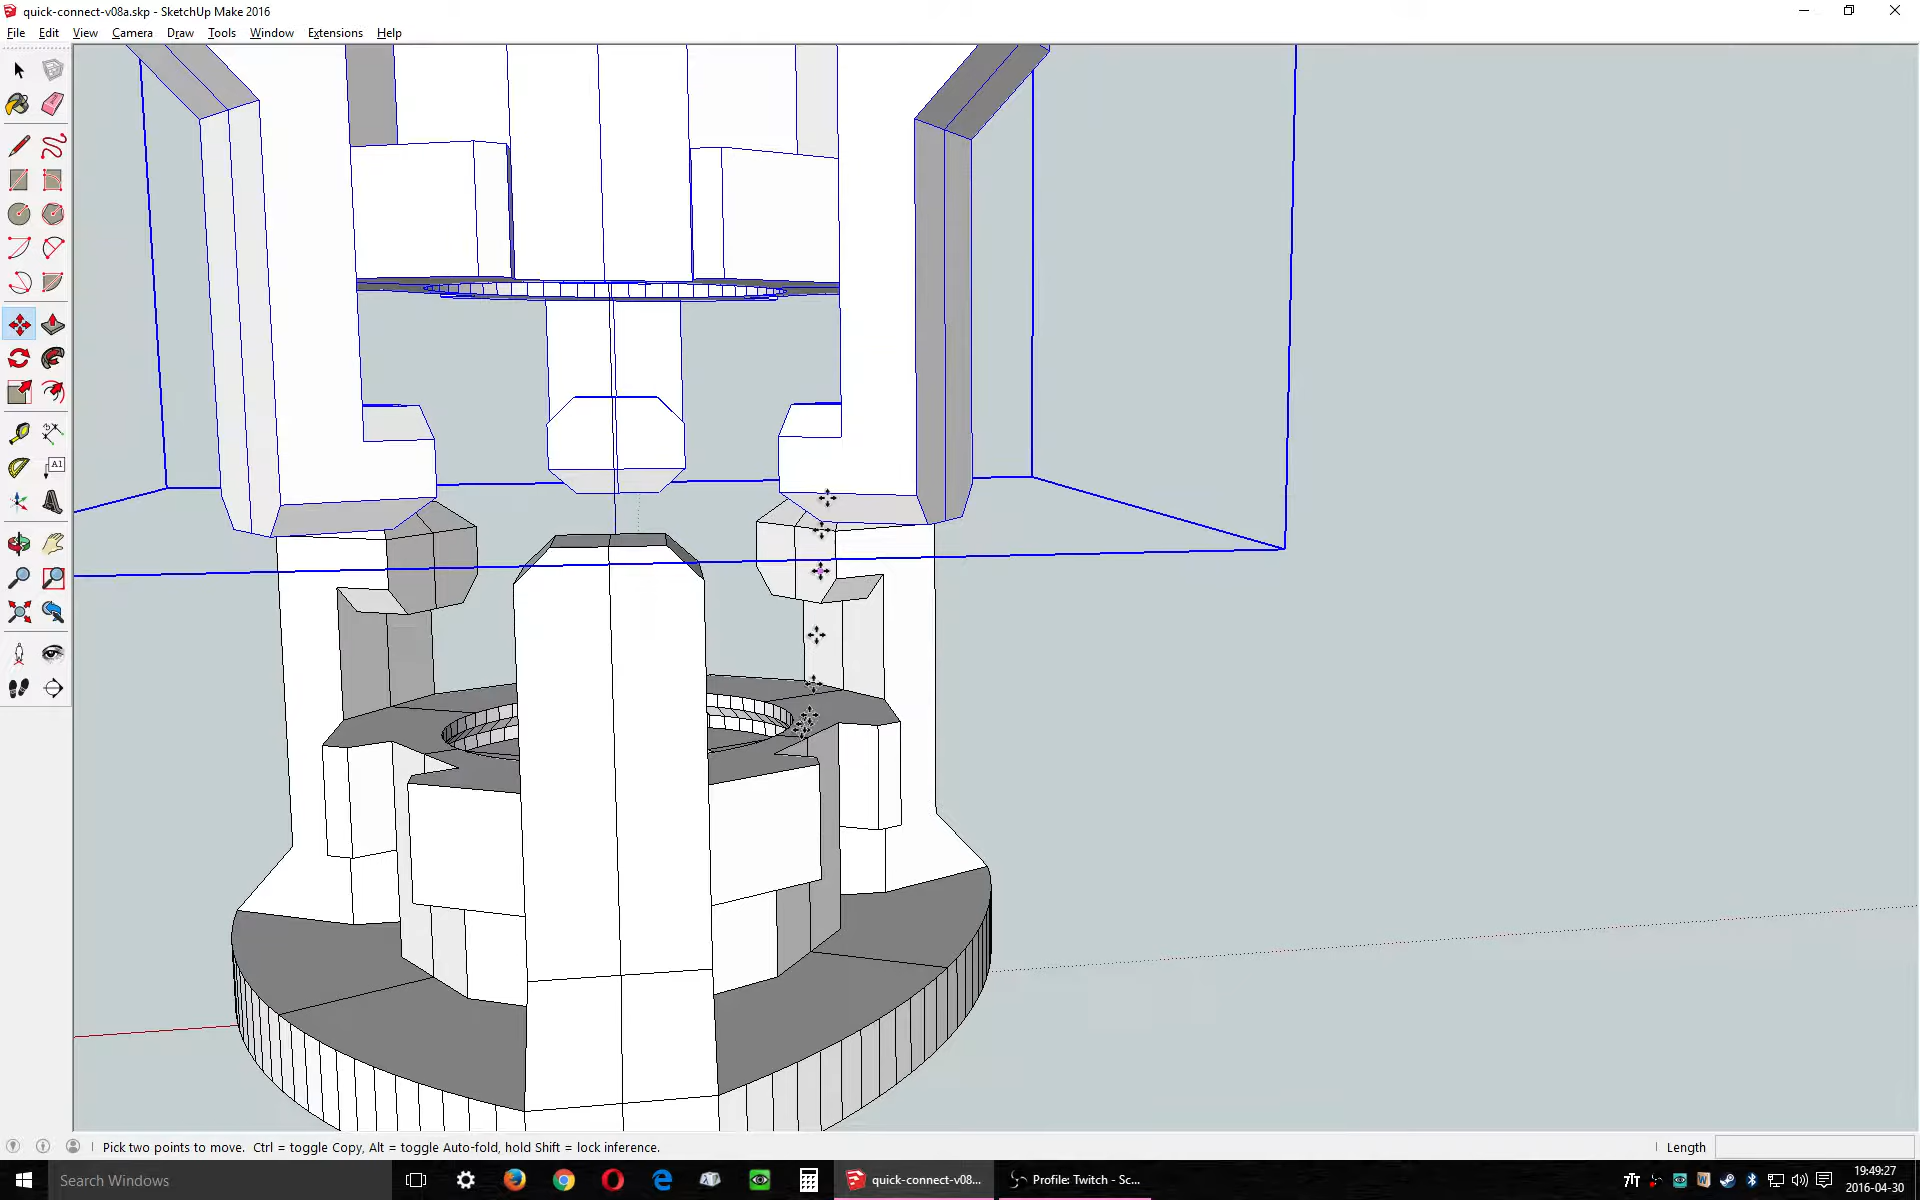 quick-connect-v08a.skp - SketchUp Make 2016
File Edit View Camera Draw Tools Window Extensions Help
A1
Pick two points to move. Ctrl = toggle Copy, Alt = toggle Auto-fold, hold Shift = lock inference.
Length
Search Windows
quick-connect-v08...
Profile: Twitch - Sc...
19:49:27
2016-04-30